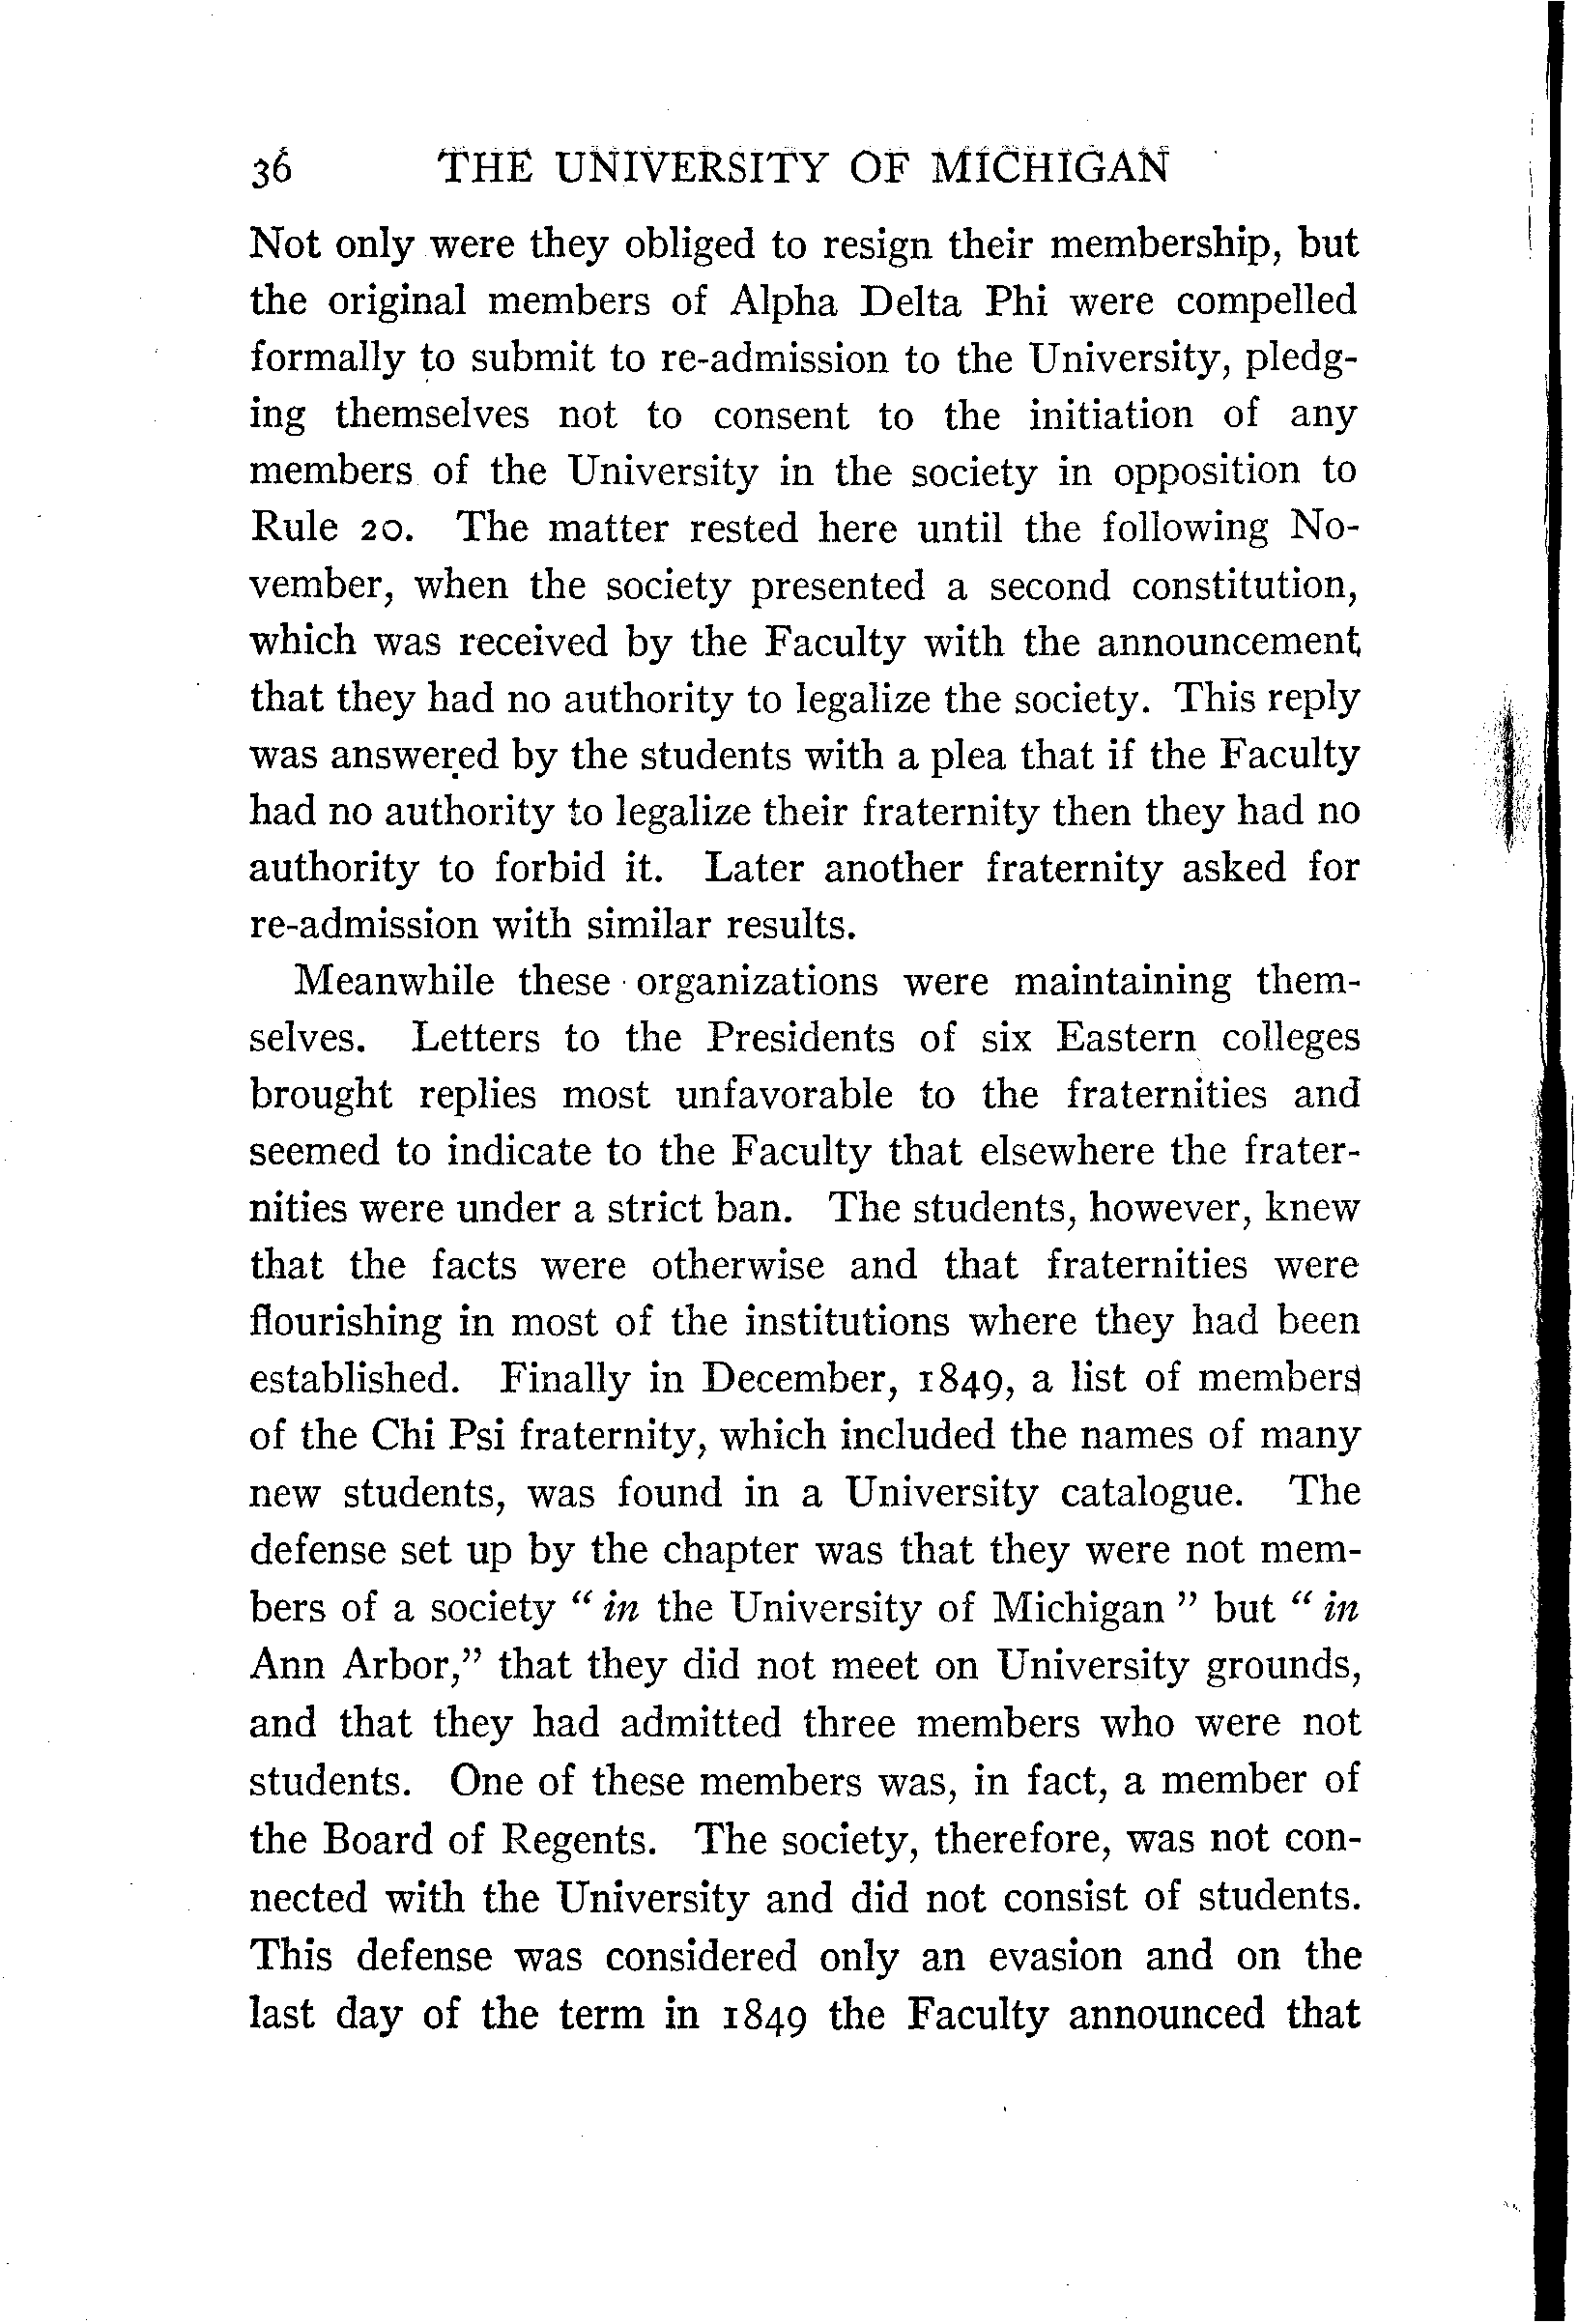 36 THE UNIVERSITY OF MICHIGAN
Not only were they obliged to resign their membership, but
the original members of Alpha Delta Phi were compelled
formally to submit to re-admission to the University, pledg-
ing themselves not to consent to the initiation of any
members of the University in the society in opposition to
Rule 20. The matter rested here until the following No-
vember, when the society presented a second constitution,
which was received by the Faculty with the announcement
that they had no authority to legalize the society. This reply
was answered by the students with a plea that if the Faculty
had no authority to legalize their fraternity then they had no
authority to forbid it. Later another fraternity asked for
re-admission with similar results.
Meanwhile these organizations were maintaining them-
selves. Letters to the Presidents of six Eastern colleges
brought replies most unfavorable to the fraternities and
seemed to indicate to the Faculty that elsewhere the frater-
nities were under a strict ban. The students, however, knew
that the facts were otherwise and that fraternities were
flourishing in most of the institutions where they had been
established. Finally in December, 1849, a list of members
of the Chi Psi fraternity, which included the names of many
new students, was found in a University catalogue. The
defense set up by the chapter was that they were not mem-
bers of a society “ in the University of Michigan ” but “ in
Ann Arbor,” that they did not meet on University grounds,
and that they had admitted three members who were not
students. One of these members was, in fact, a member of
the Board of Regents. The society, therefore, was not con-
nected with the University and did not consist of students.
This defense was considered only an evasion and on the
last day of the term in 1849 the Faculty announced that